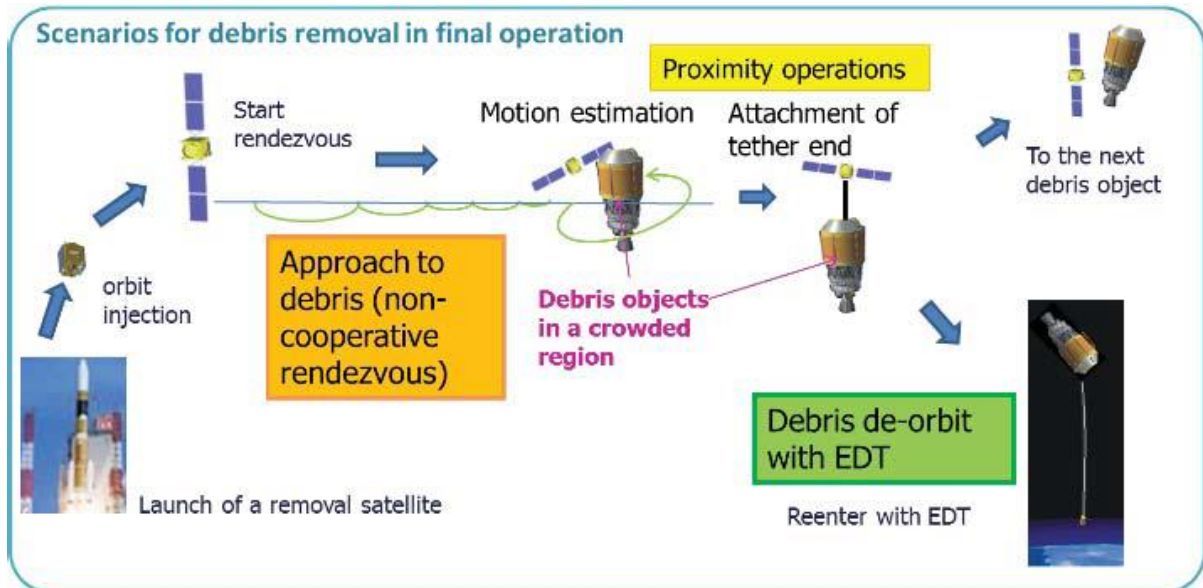 Scenarios for debris removal in final operation
Proximity operations
Start
rendezvous
Motion estimation
Attachment of
tether end
To the next
debris object
orbit
injection
Approach to
debris (non-
cooperative
rendezvous)
Debris objects
in a crowded
region
Debris de-orbit
with EDT
Launch of a removal satellite
Reenter with EDT